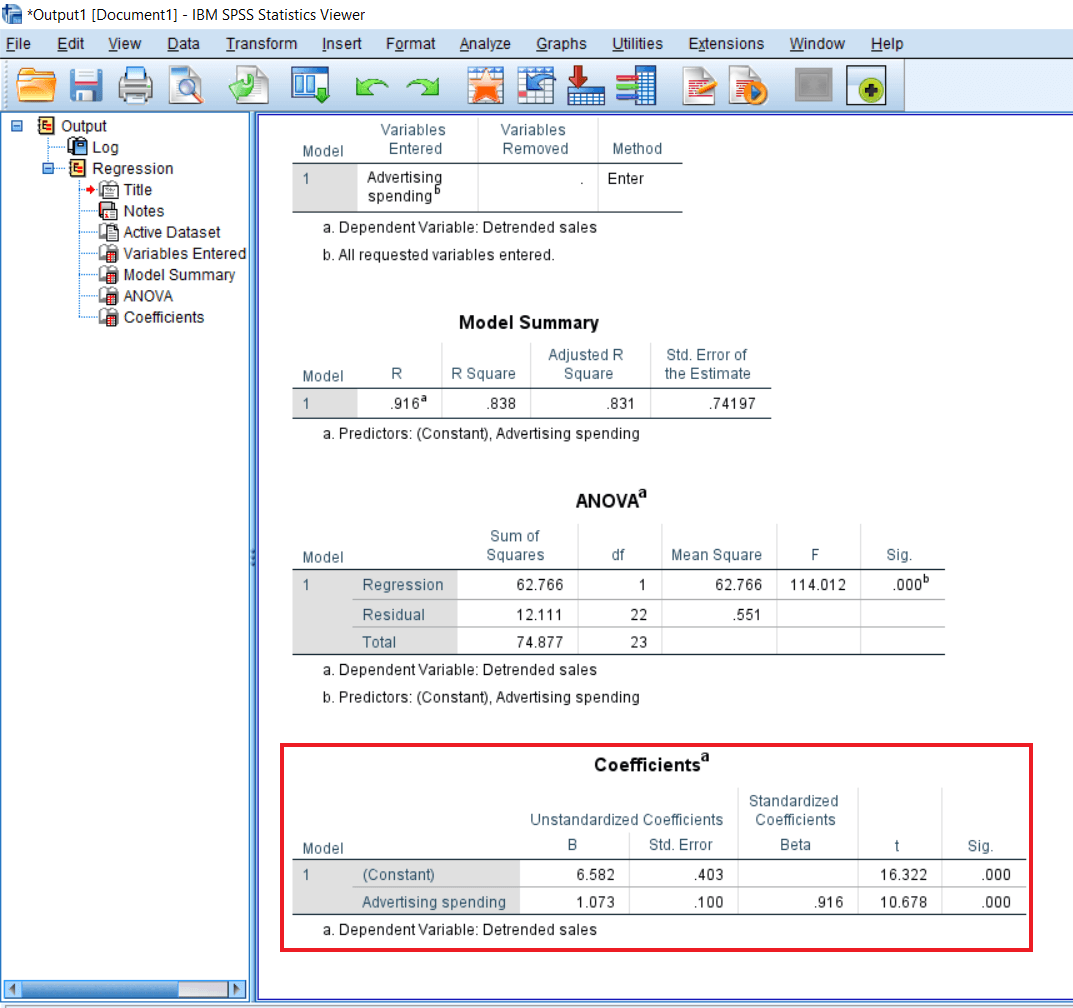 *Output1 [Document1] - IBM SPSS Statistics Viewer
File Edit View Data Transform Insert Format Analyze Graphs Utilities Extensions Window Help
Output
Log
Regression
Title
Notes
Active Dataset
Variables Entered
Model Summary
ANOVA
Coefficients
Model Variables Entered Variables Removed Method
1 Advertising spending b . Enter
a. Dependent Variable: Detrended sales
b. All requested variables entered.
Model Summary
Model R R Square Adjusted R Square Std. Error of the Estimate
1 .916a .838 .831 .74197
a. Predictors: (Constant), Advertising spending
ANOVAa
Model Sum of Squares df Mean Square F Sig.
1 Regression 62.766 1 62.766 114.012 .000b
Residual 12.111 22 .551
Total 74.877 23
a. Dependent Variable: Detrended sales
b. Predictors: (Constant), Advertising spending
Coefficientsa
Unstandardized Coefficients Standardized Coefficients
Model B Std. Error Beta t Sig.
1 (Constant) 6.582 .403 16.322 .000
Advertising spending 1.073 .100 .916 10.678 .000
a. Dependent Variable: Detrended sales